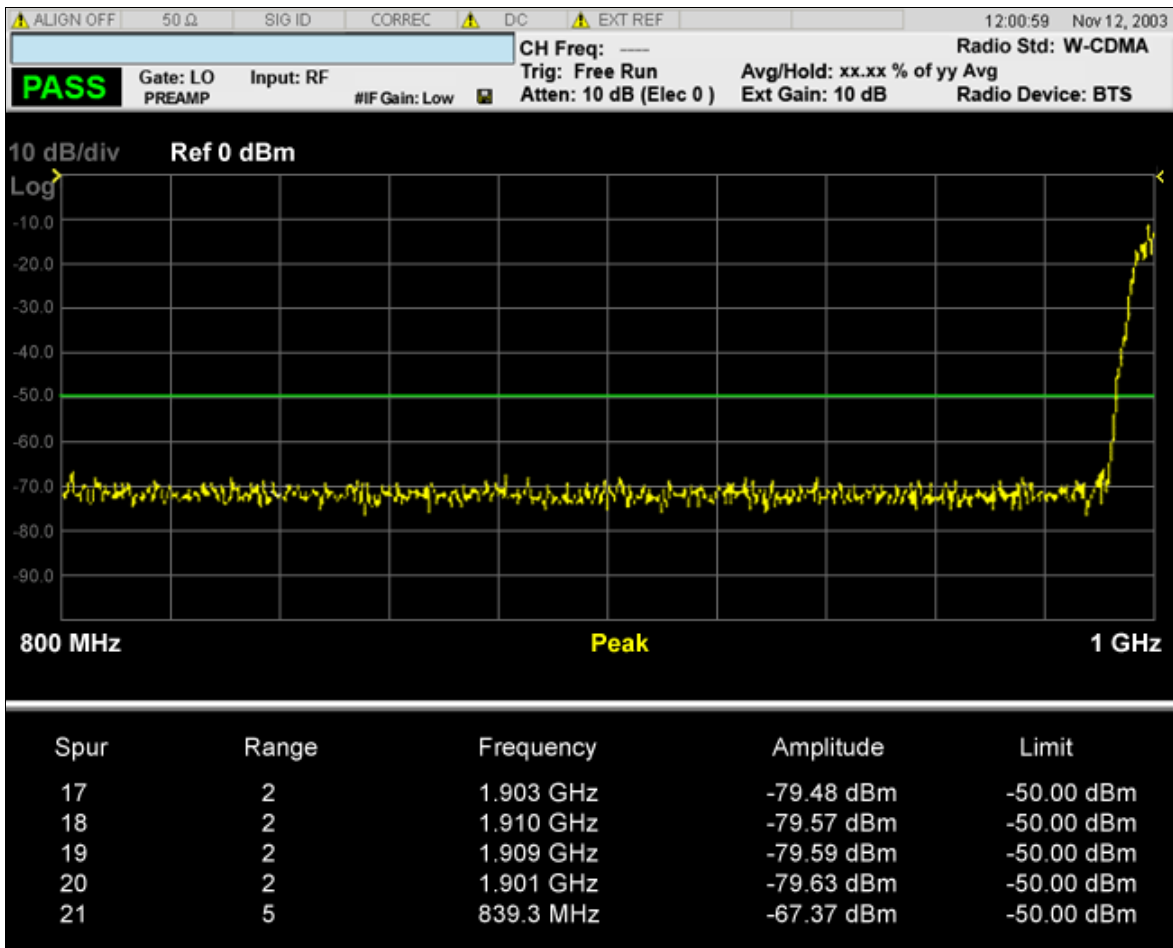 ALIGN OFF 50 Ω SIG ID CORREC DC EXT REF 12:00:59 Nov 12, 2003
CH Freq: ---- Radio Std: W-CDMA
PASS Gate: LO Input: RF Trig: Free Run Avg/Hold: xx.xx % of yy Avg
PREAMP #IF Gain: Low Atten: 10 dB (Elec 0 ) Ext Gain: 10 dB Radio Device: BTS
10 dB/div Ref 0 dBm
Log
-10.0
-20.0
-30.0
-40.0
-50.0
-60.0
-70.0
-80.0
-90.0
800 MHz Peak 1 GHz
Spur Range Frequency Amplitude Limit
17 2 1.903 GHz -79.48 dBm -50.00 dBm
18 2 1.910 GHz -79.57 dBm -50.00 dBm
19 2 1.909 GHz -79.59 dBm -50.00 dBm
20 2 1.901 GHz -79.63 dBm -50.00 dBm
21 5 839.3 MHz -67.37 dBm -50.00 dBm